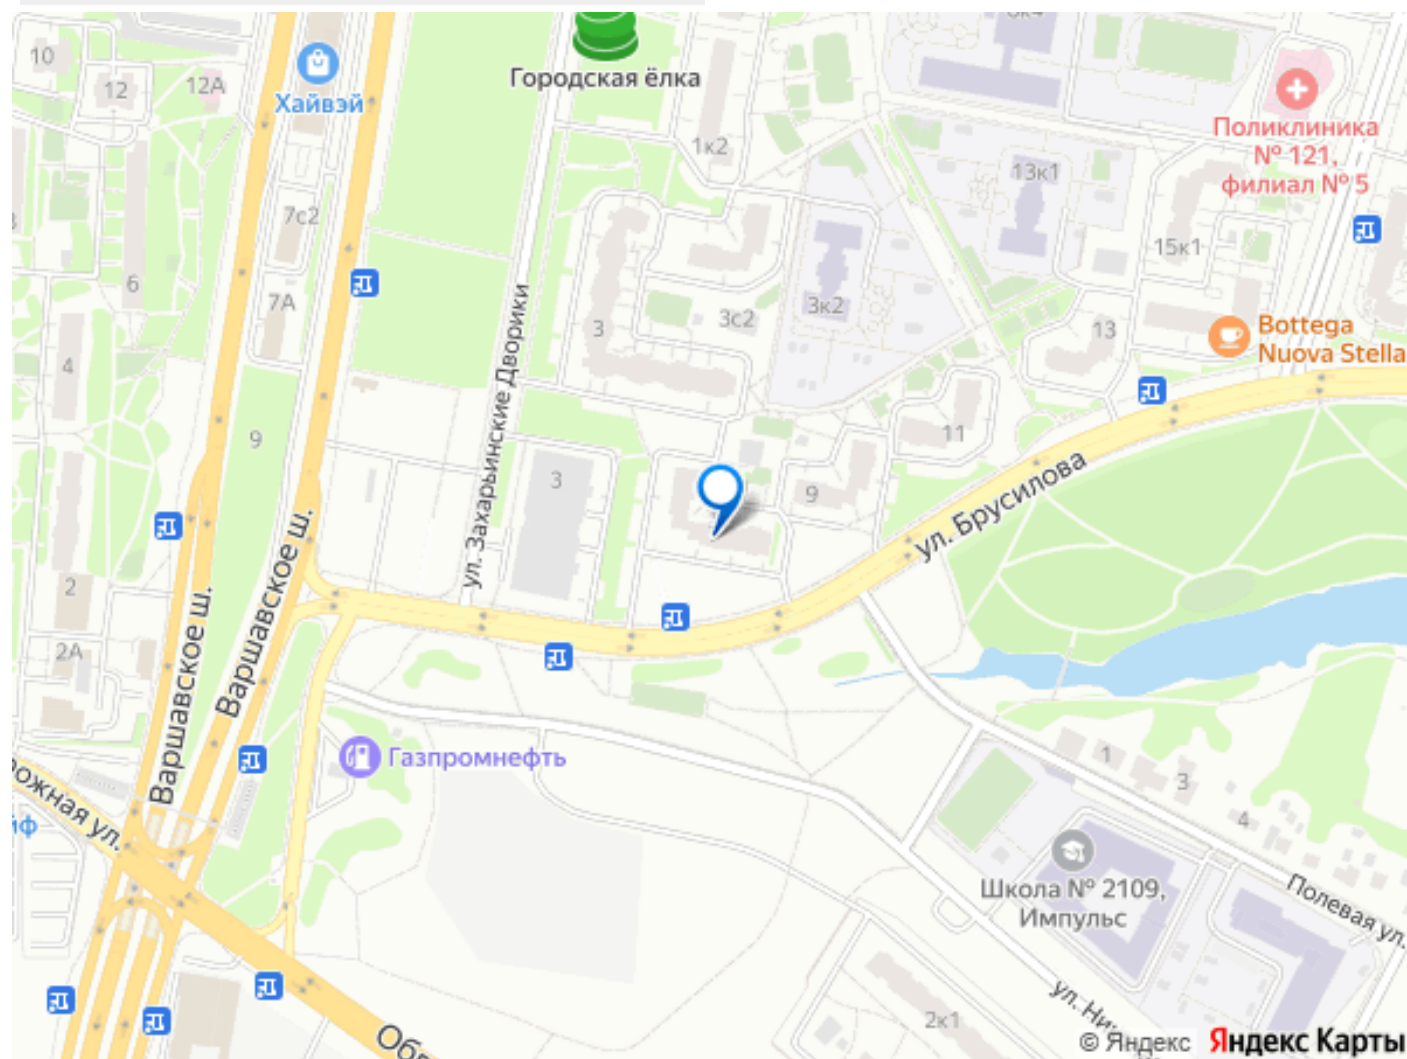 10
12
12А
Хайвэй
Городская ёлка
1к2
Поликлиника
№ 121,
филиал № 5
13к1
7с2
15к1
6
7А
3
3с2
3к2
13
Bottega
Nuova Stella
4
9
11
3
9
ул. Захарьинские Дворики
ул. Брусилова
Варшавское ш.
Варшавское ш.
2
2А
Газпромнефть
1
3
4
Школа № 2109,
Импульс
Полевая ул.
2к1
© Яндекс Яндекс Карты